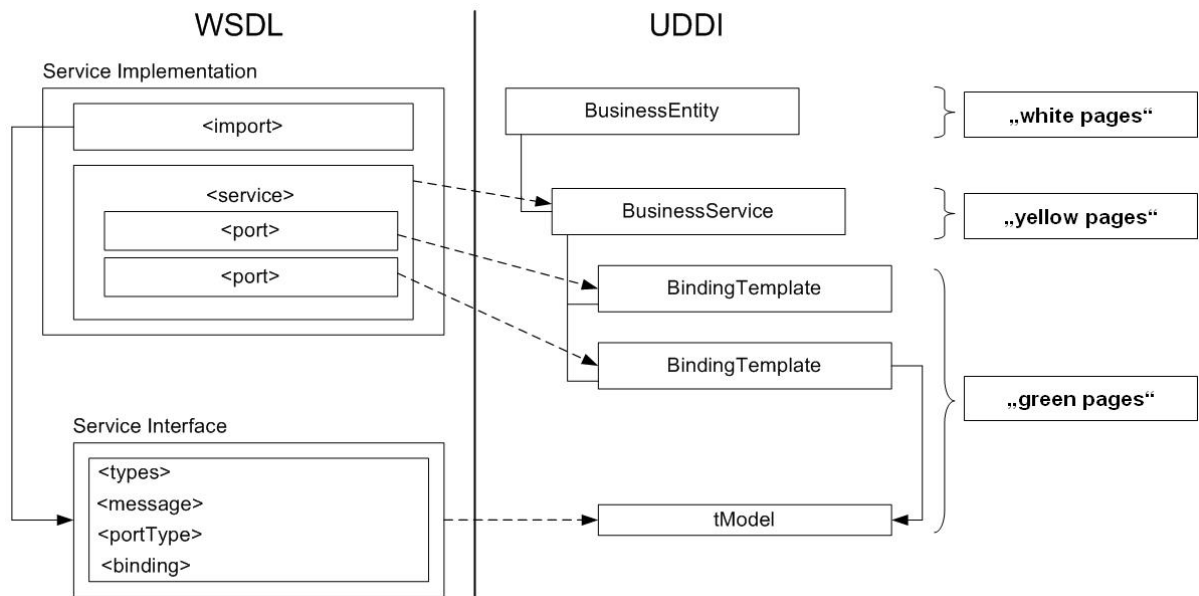 WSDL
UDDI
Service Implementation
<import>
<service>
<port>
<port>
Service Interface
<types>
<message>
<portType>
<binding>
BusinessEntity
BusinessService
BindingTemplate
BindingTemplate
tModel
„white pages“
„yellow pages“
„green pages“